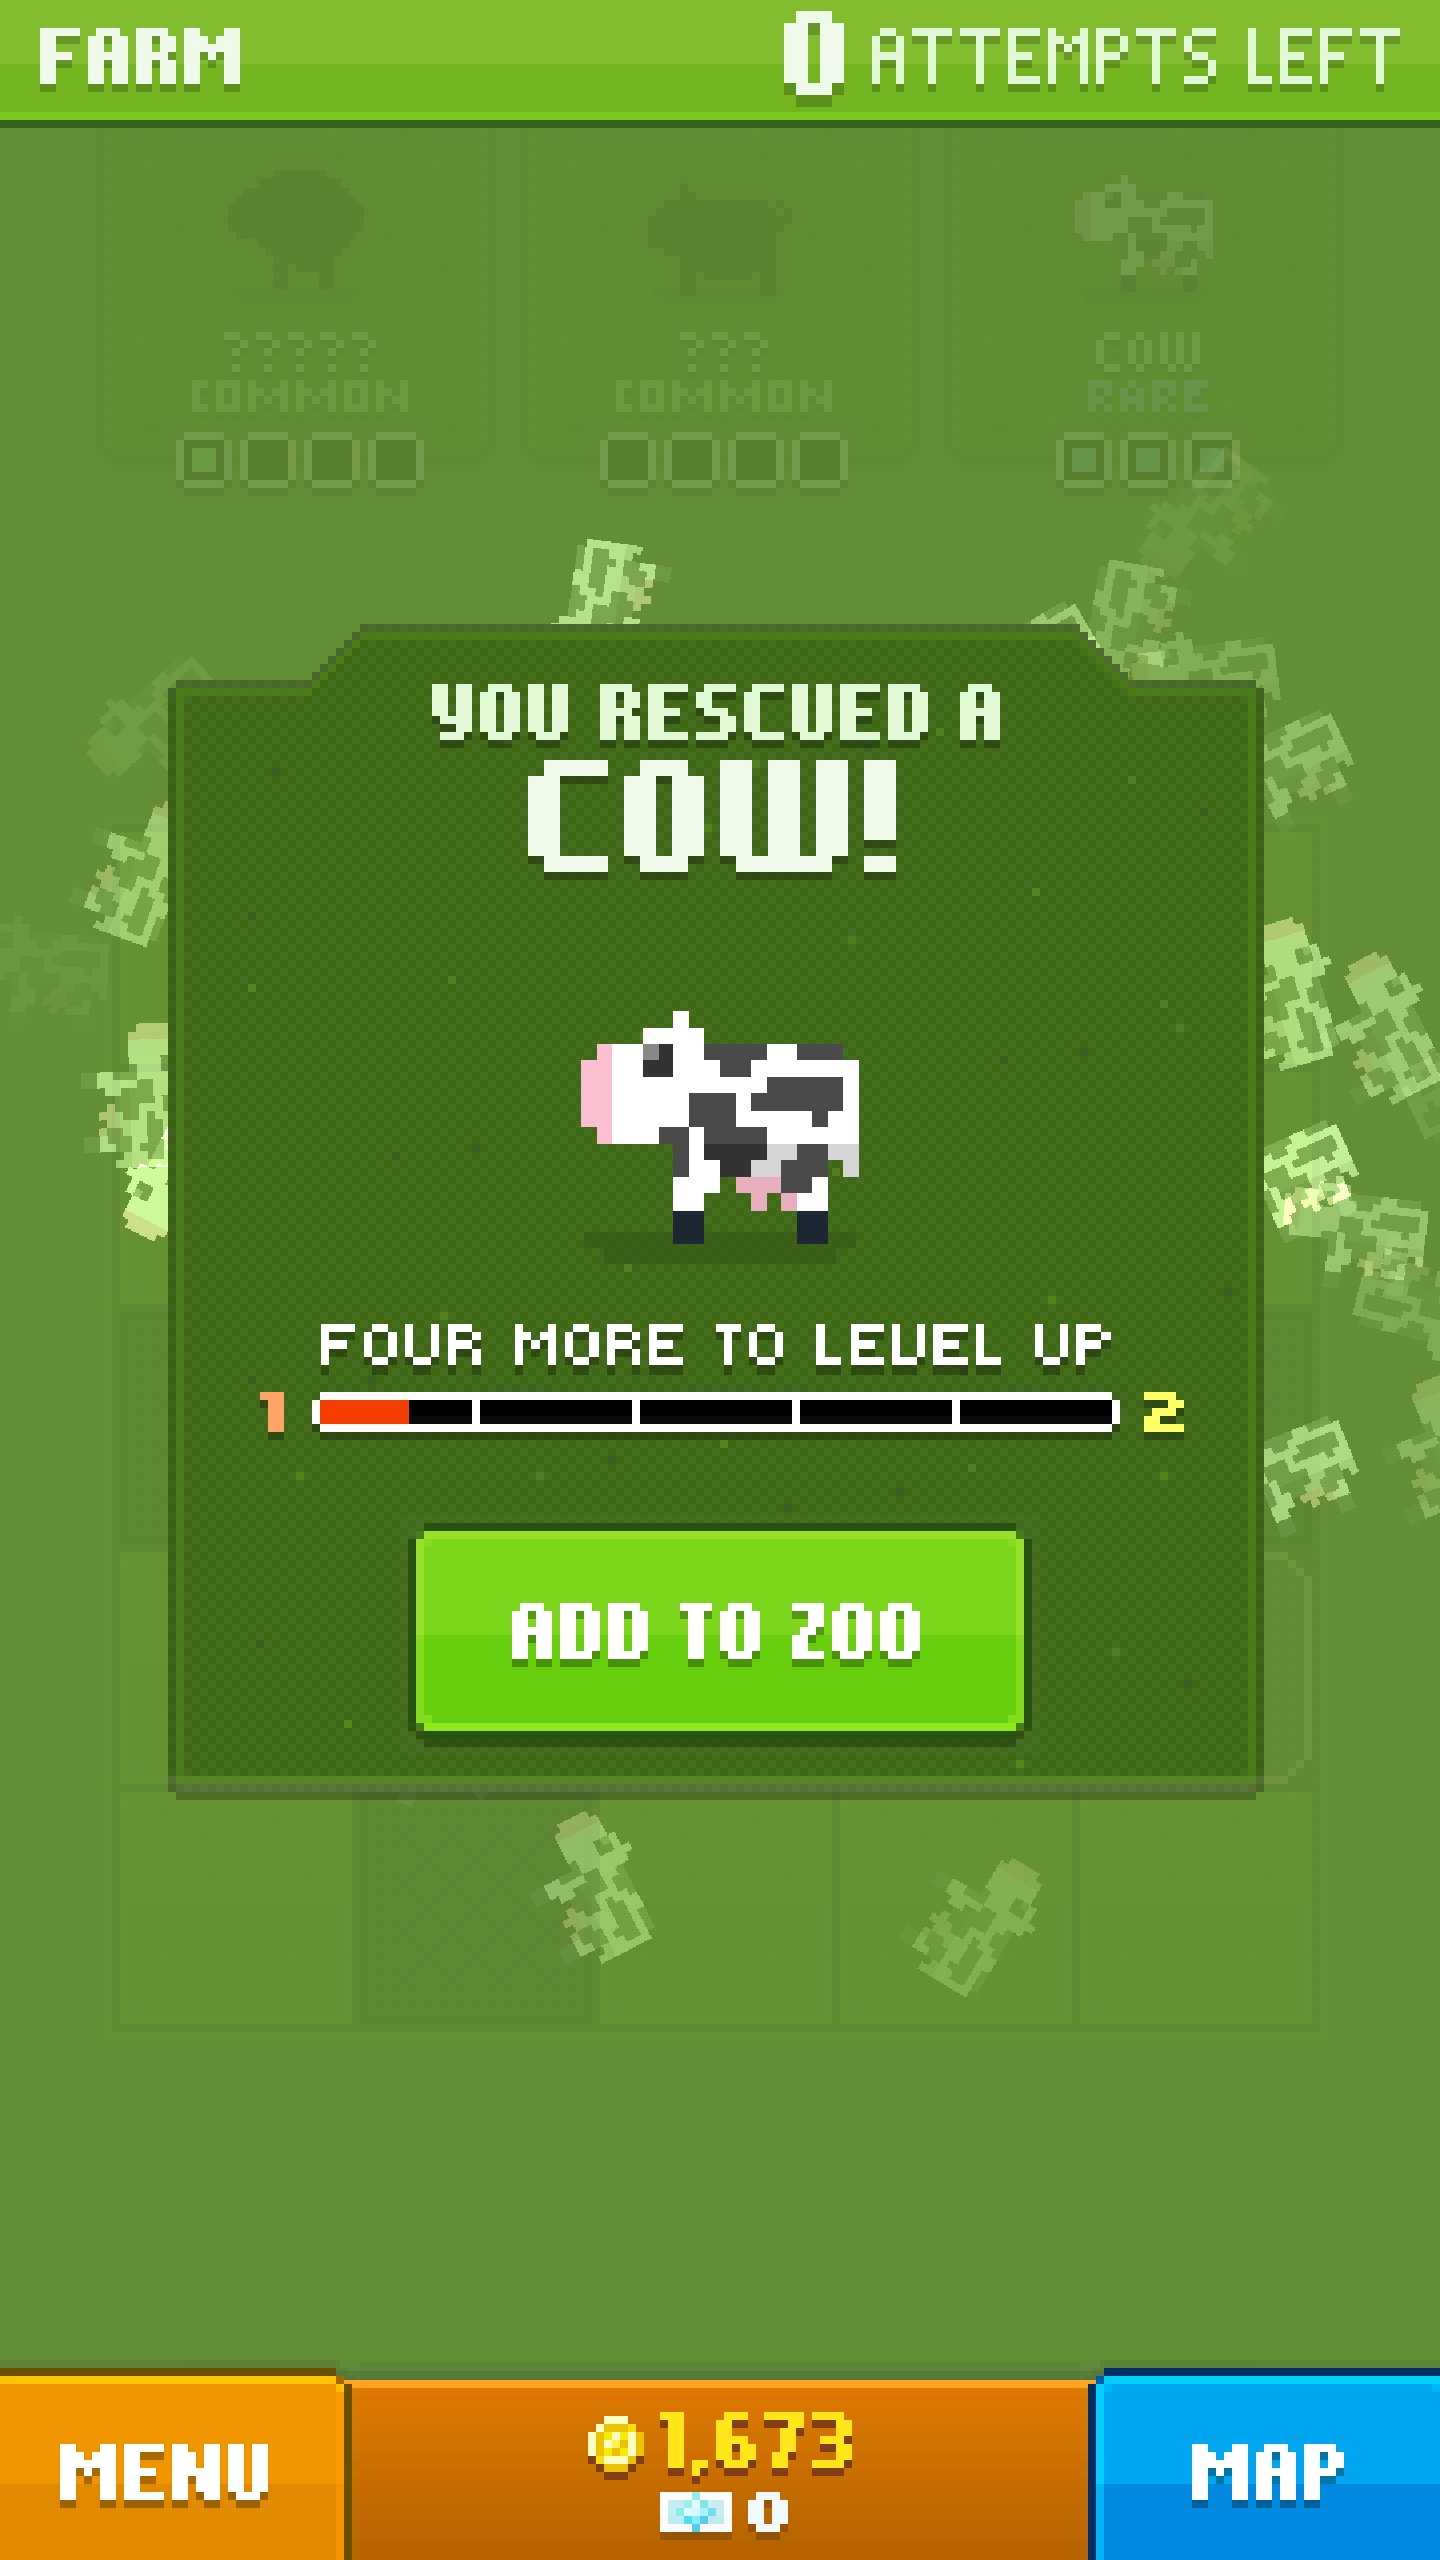 FARM
0 ATTEMPTS LEFT
????? ??? COW
COMMON COMMON RARE
YOU RESCUED A
COW!
FOUR MORE TO LEVEL UP
1 2
ADD TO ZOO
MENU
1,673
0
MAP